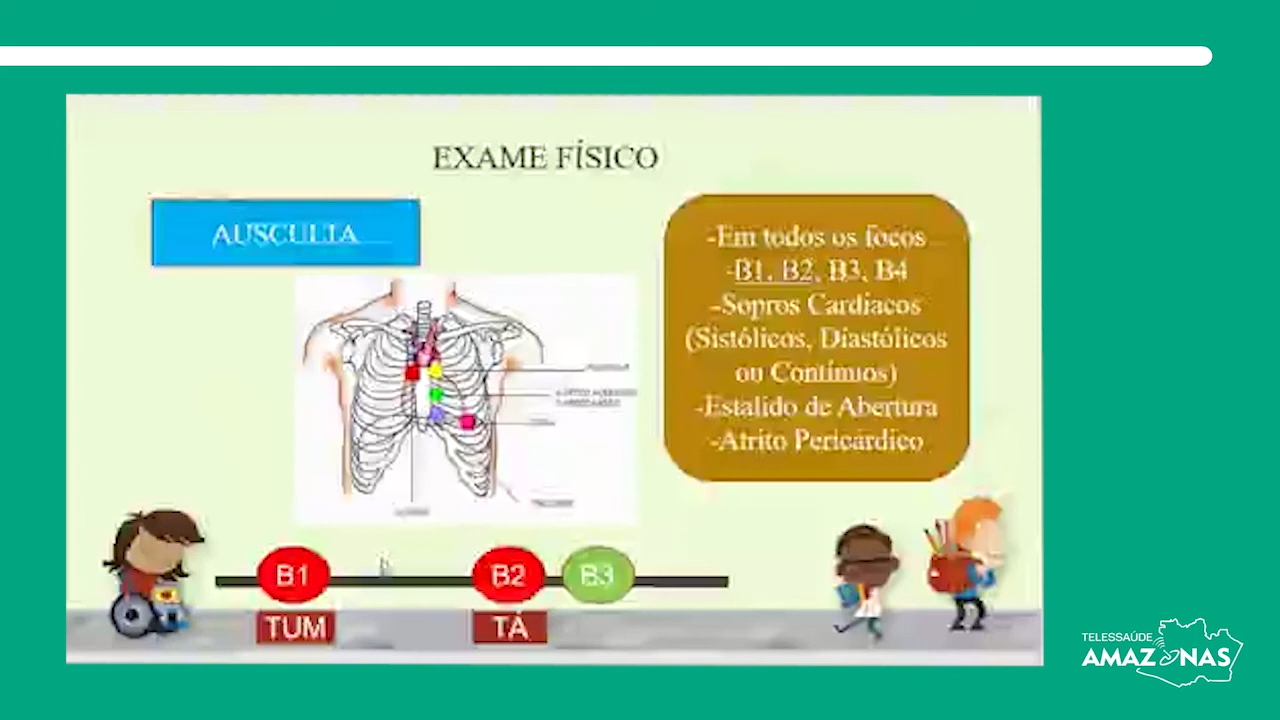 EXAME FÍSICO
AUSCULTA
-Em todos os focos
-B1, B2, B3, B4
-Sopros Cardíacos
(Sistólicos, Diastólicos
ou Contínuos)
-Estalido de Abertura
-Atrito Pericárdico
B1
B2
B3
TUM
TÁ
TELESSAÚDE
AMAZONAS